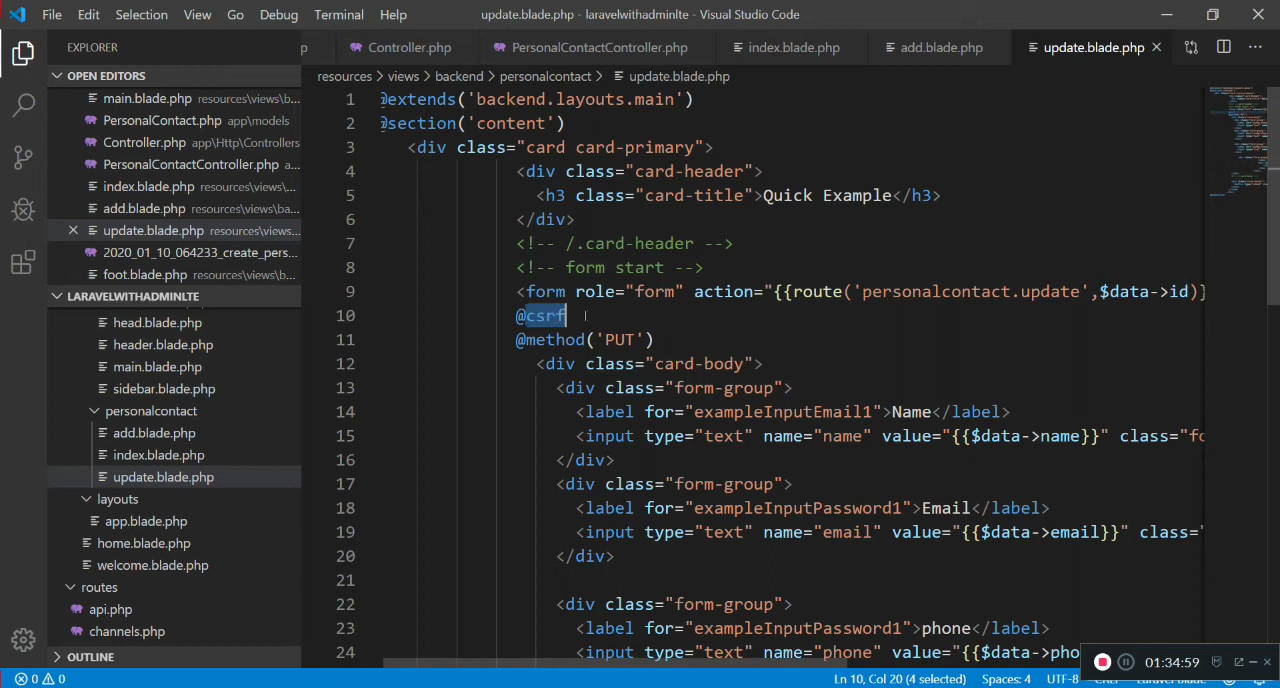 File Edit Selection View Go Debug Terminal Help update.blade.php - laravelwithadminlte - Visual Studio Code
EXPLORER
p Controller.php PersonalContactController.php index.blade.php add.blade.php update.blade.php
OPEN EDITORS
main.blade.php resources\views\b...
PersonalContact.php app\models
Controller.php app\Http\Controllers
PersonalContactController.php a...
index.blade.php resources\views\...
add.blade.php resources\views\ba...
update.blade.php resources\views...
2020_01_10_064233_create_pers...
foot.blade.php resources\views\b...
LARAVELWITHADMINLTE
head.blade.php
header.blade.php
main.blade.php
sidebar.blade.php
personalcontact
add.blade.php
index.blade.php
update.blade.php
layouts
app.blade.php
home.blade.php
welcome.blade.php
routes
api.php
channels.php
OUTLINE
resources > views > backend > personalcontact > update.blade.php
1 @extends('backend.layouts.main')
2 @section('content')
3 <div class="card card-primary">
4 <div class="card-header">
5 <h3 class="card-title">Quick Example</h3>
6 </div>
7 <!-- /.card-header -->
8 <!-- form start -->
9 <form role="form" action="{{route('personalcontact.update',$data->id)}
10 @csrf
11 @method('PUT')
12 <div class="card-body">
13 <div class="form-group">
14 <label for="exampleInputEmail1">Name</label>
15 <input type="text" name="name" value="{{$data->name}}" class="fo
16 </div>
17 <div class="form-group">
18 <label for="exampleInputPassword1">Email</label>
19 <input type="text" name="email" value="{{$data->email}}" class="
20 </div>
21
22 <div class="form-group">
23 <label for="exampleInputPassword1">phone</label>
24 <input type="text" name="phone" value="{{$data->pho
01:34:59
0 0 Ln 10, Col 20 (4 selected) Spaces: 4 UTF-8 CRLF Laravel Blade